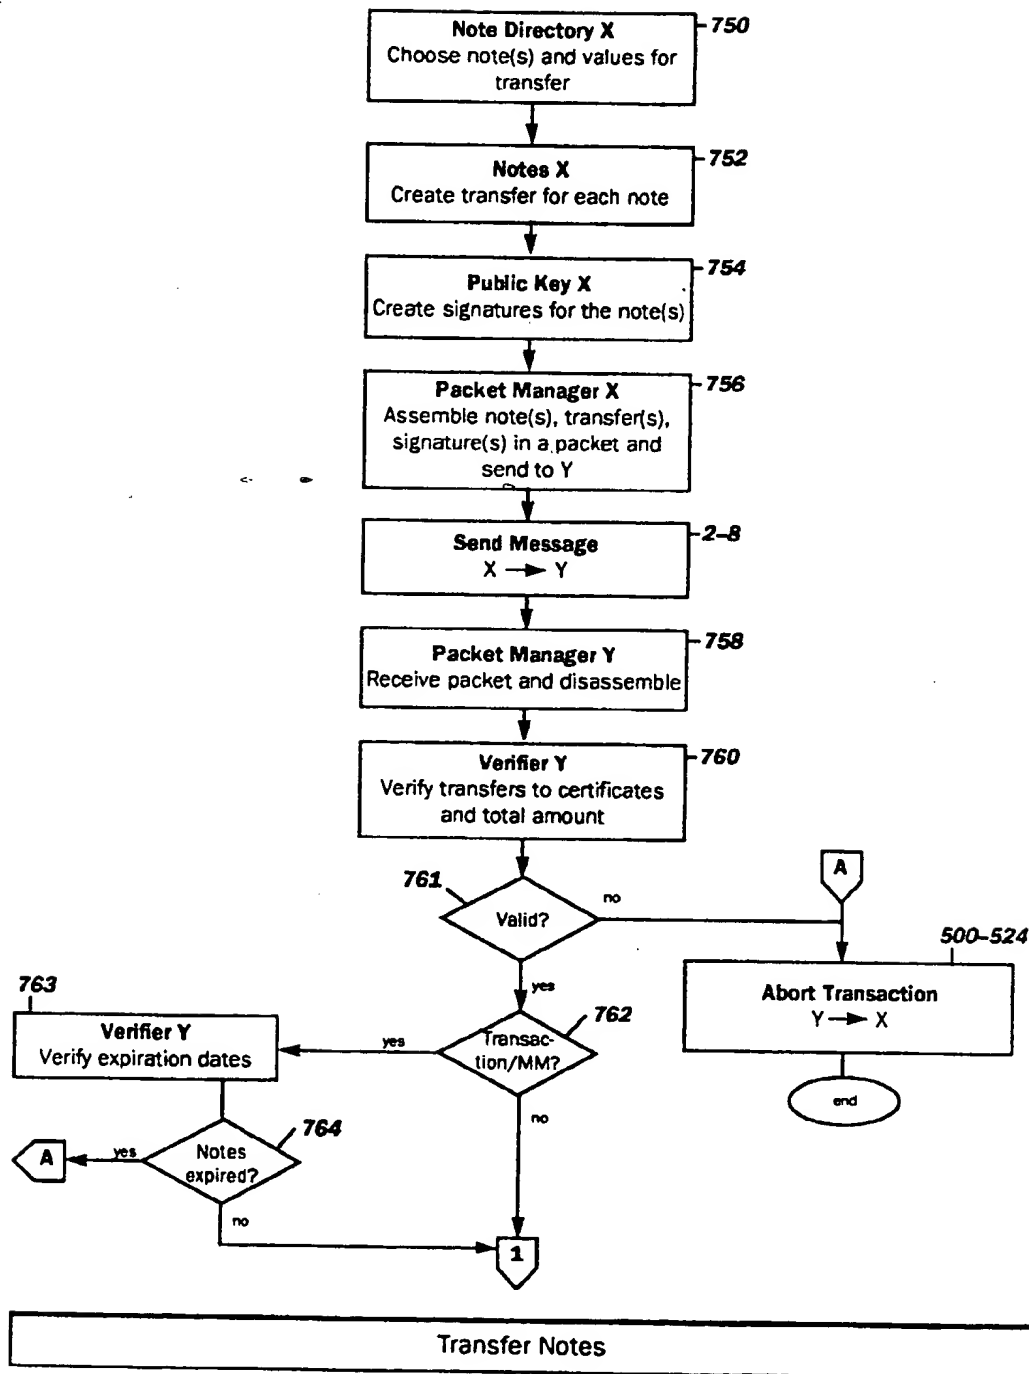 Note Directory X
Choose note(s) and values for
transfer
750
Notes X
Create transfer for each note
752
Public Key X
Create signatures for the note(s)
754
Packet Manager X
Assemble note(s), transfer(s),
signature(s) in a packet and
send to Y
756
Send Message
X → Y
2–8
Packet Manager Y
Receive packet and disassemble
758
Verifier Y
Verify transfers to certificates
and total amount
760
761
Valid?
no
A
yes
500–524
Abort Transaction
Y → X
end
762
Transac-
tion/MM?
yes
no
763
Verifier Y
Verify expiration dates
764
Notes
expired?
yes
A
no
1
Transfer Notes